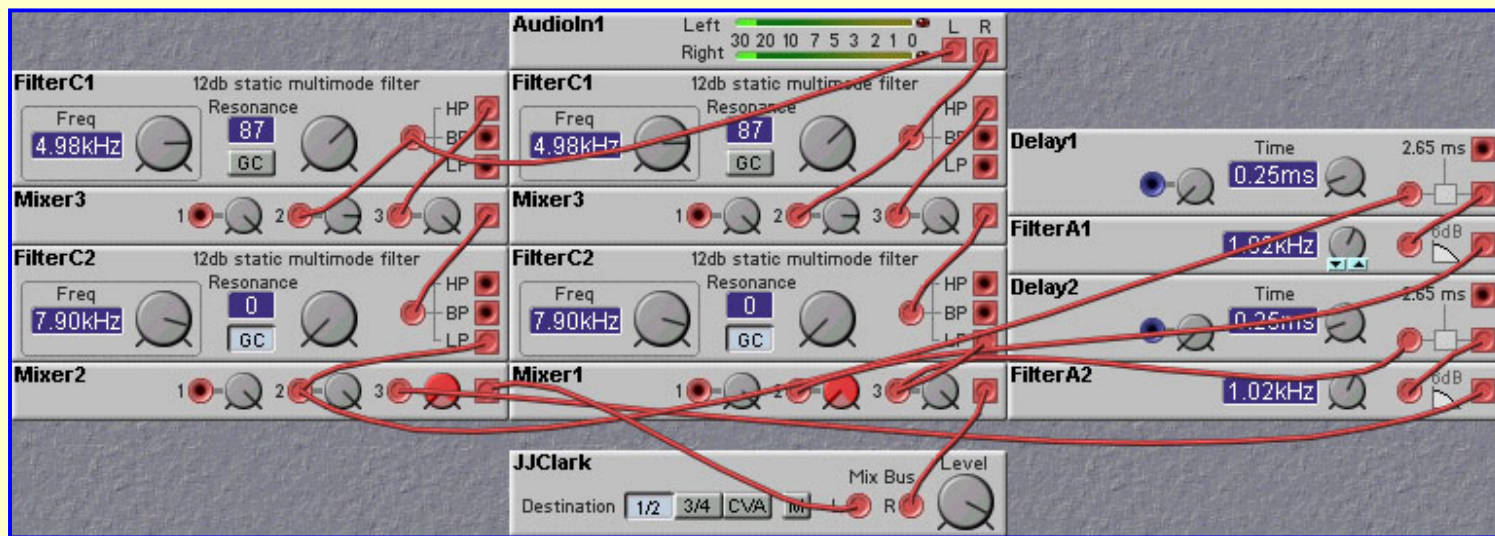 AudioIn1
Left
Right
30 20 10 7 5 3 2 1 0
L R
FilterC1
12db static multimode filter
Freq
4.98kHz
Resonance
87
GC
HP
BP
LP
Mixer3
1 2 3
FilterC2
12db static multimode filter
Freq
7.90kHz
Resonance
0
GC
HP
BP
LP
Mixer2
1 2 3
FilterC1
12db static multimode filter
Freq
4.98kHz
Resonance
87
GC
HP
BP
LP
Mixer3
1 2 3
FilterC2
12db static multimode filter
Freq
7.90kHz
Resonance
0
GC
HP
BP
LP
Mixer1
1 2 3
Delay1
Time
0.25ms
2.65 ms
FilterA1
1.02kHz
6dB
Delay2
Time
0.25ms
2.65 ms
FilterA2
1.02kHz
6dB
JJClark
Mix Bus
Level
Destination 1/2 3/4 CVA M L R